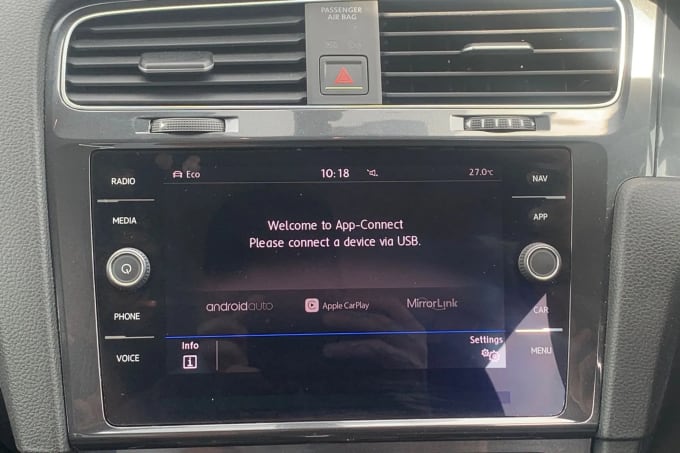 PASSENGER
AIR BAG
RADIO
MEDIA
PHONE
VOICE
Eco
10:18
27.0°C
Welcome to App-Connect
Please connect a device via USB.
androidauto
Apple CarPlay
MirrorLink
Info
Settings
NAV
APP
CAR
MENU